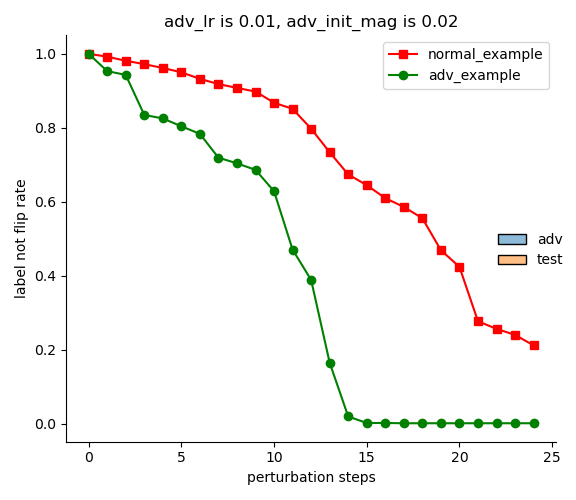 adv_lr is 0.01, adv_init_mag is 0.02
normal_example
adv_example
adv
test
label not flip rate
1.0
0.8
0.6
0.4
0.2
0.0
0 5 10 15 20 25
perturbation steps